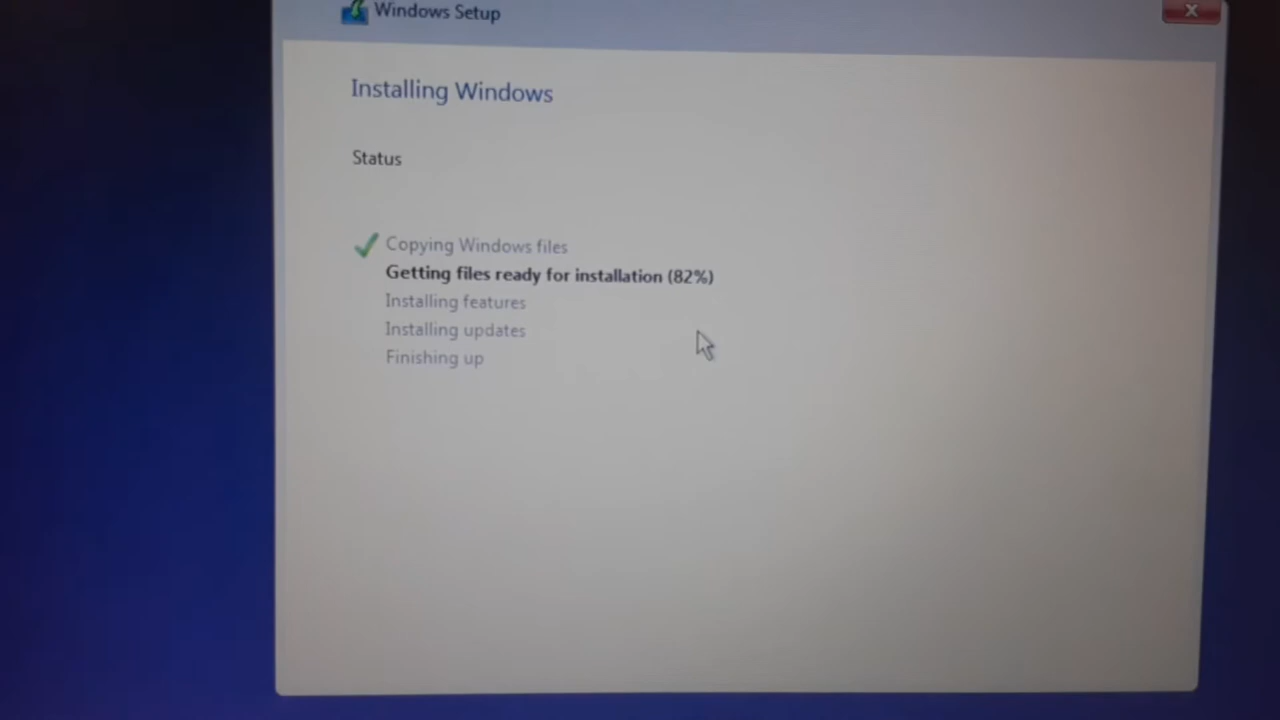 Windows Setup
Installing Windows
Status
Copying Windows files
Getting files ready for installation (82%)
Installing features
Installing updates
Finishing up